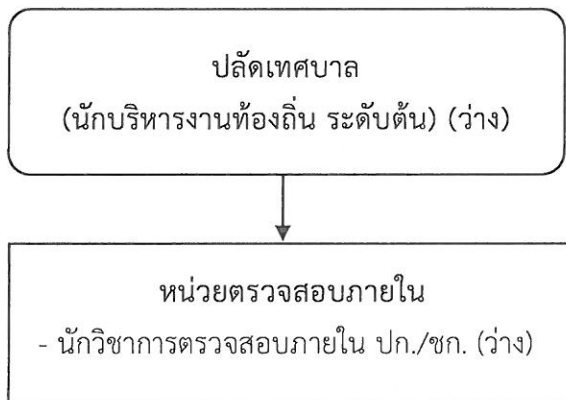 ปลัดเทศบาล
(นักบริหารงานท้องถิ่น ระดับต้น) (ว่าง)
หน่วยตรวจสอบภายใน
- นักวิชาการตรวจสอบภายใน ปก./ชก. (ว่าง)